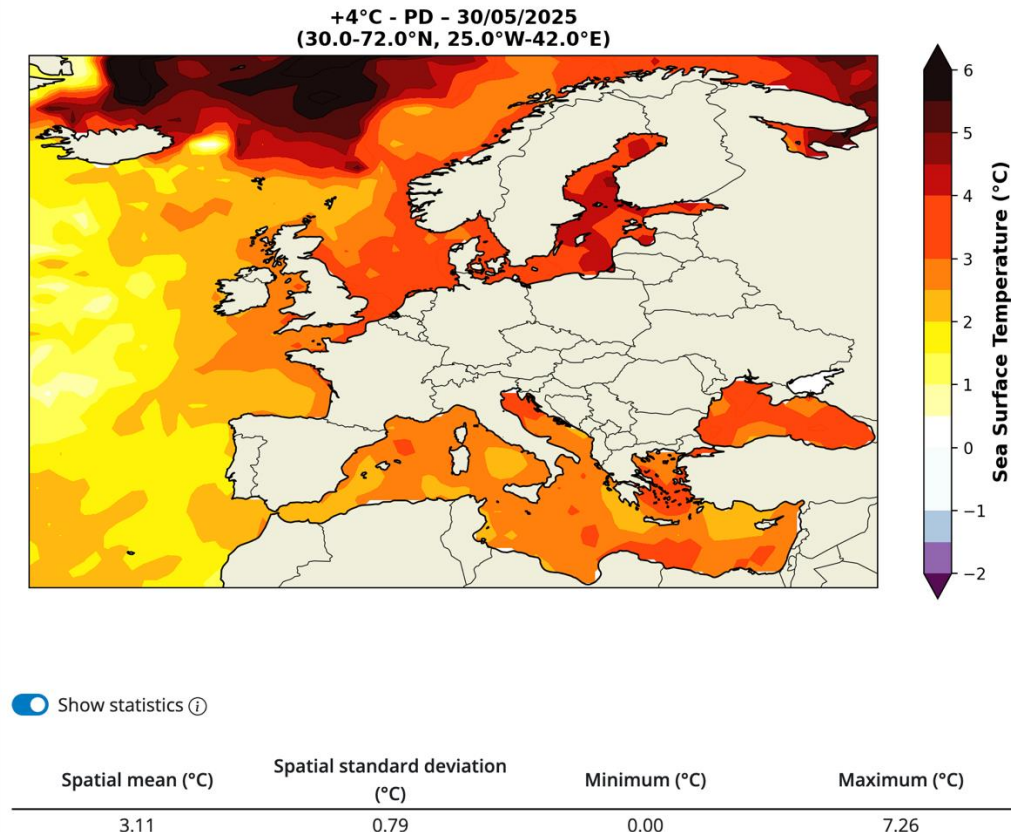 +4°C - PD – 30/05/2025
(30.0-72.0°N, 25.0°W-42.0°E)
6
5
4
3
2
1
0
−1
−2
Sea Surface Temperature (°C)
Show statistics i
Spatial mean (°C)
Spatial standard deviation
(°C)
Minimum (°C)
Maximum (°C)
3.11
0.79
0.00
7.26